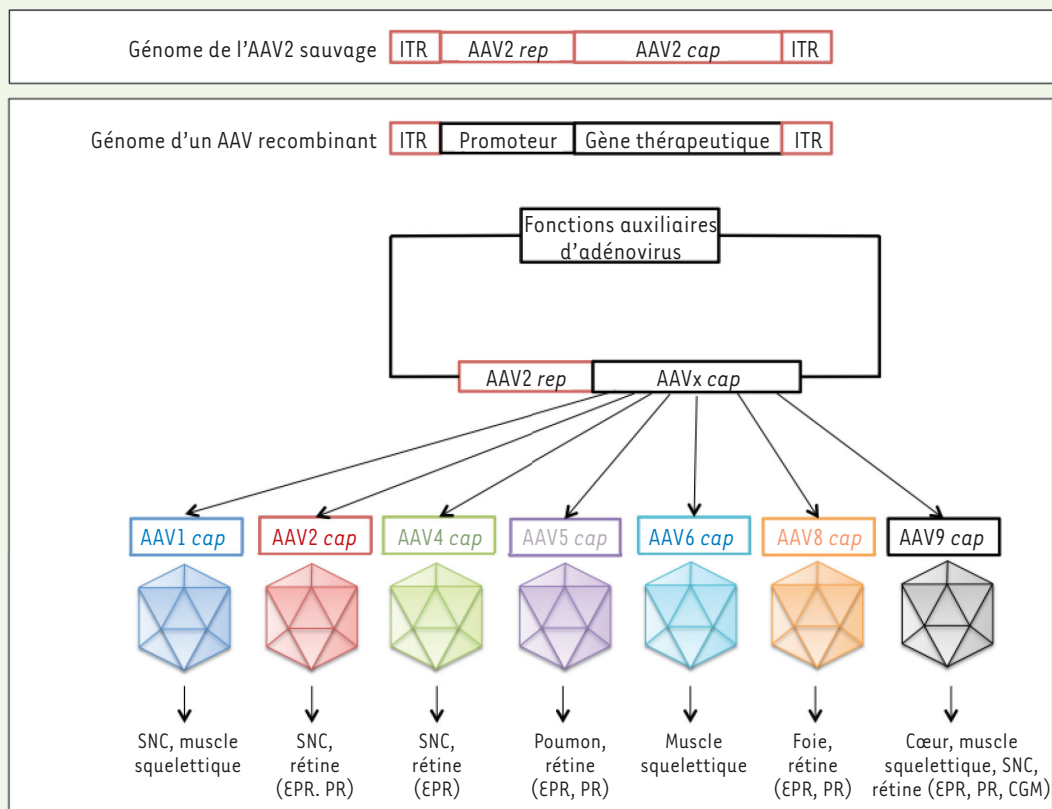 Génome de l'AAV2 sauvage
ITR AAV2 rep AAV2 cap ITR
Génome d'un AAV recombinant
ITR Promoteur Gène thérapeutique ITR
Fonctions auxiliaires
d'adénovirus
AAV2 rep AAVx cap
AAV1 cap AAV2 cap AAV4 cap AAV5 cap AAV6 cap AAV8 cap AAV9 cap
SNC, muscle
squelettique
SNC,
rétine
(EPR. PR)
SNC,
rétine
(EPR)
Poumon,
rétine
(EPR, PR)
Muscle
squelettique
Foie,
rétine
(EPR, PR)
Cœur, muscle
squelettique, SNC,
rétine (EPR, PR, CGM)